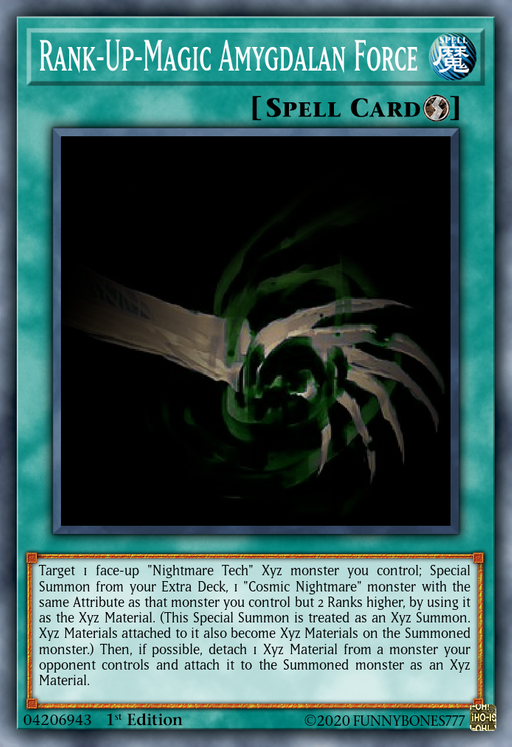 Rank-Up-Magic Amygdalan Force
SPELL
魔
[Spell Card]
Target 1 face-up "Nightmare Tech" Xyz monster you control; Special
Summon from your Extra Deck, 1 "Cosmic Nightmare" monster with the
same Attribute as that monster you control but 2 Ranks higher, by using it
as the Xyz Material. (This Special Summon is treated as an Xyz Summon.
Xyz Materials attached to it also become Xyz Materials on the Summoned
monster.) Then, if possible, detach 1 Xyz Material from a monster your
opponent controls and attach it to the Summoned monster as an Xyz
Material.
04206943 1st Edition ©2020 FUNNYBONES777